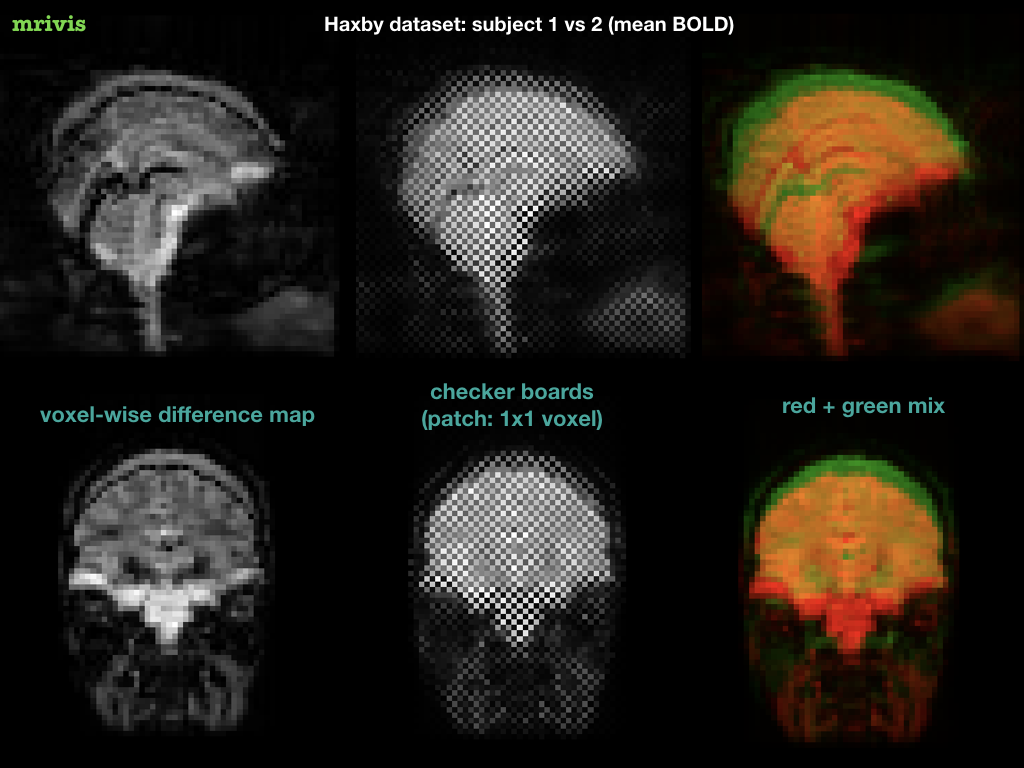 mrivis
Haxby dataset: subject 1 vs 2 (mean BOLD)
voxel-wise difference map
checker boards
(patch: 1x1 voxel)
red + green mix